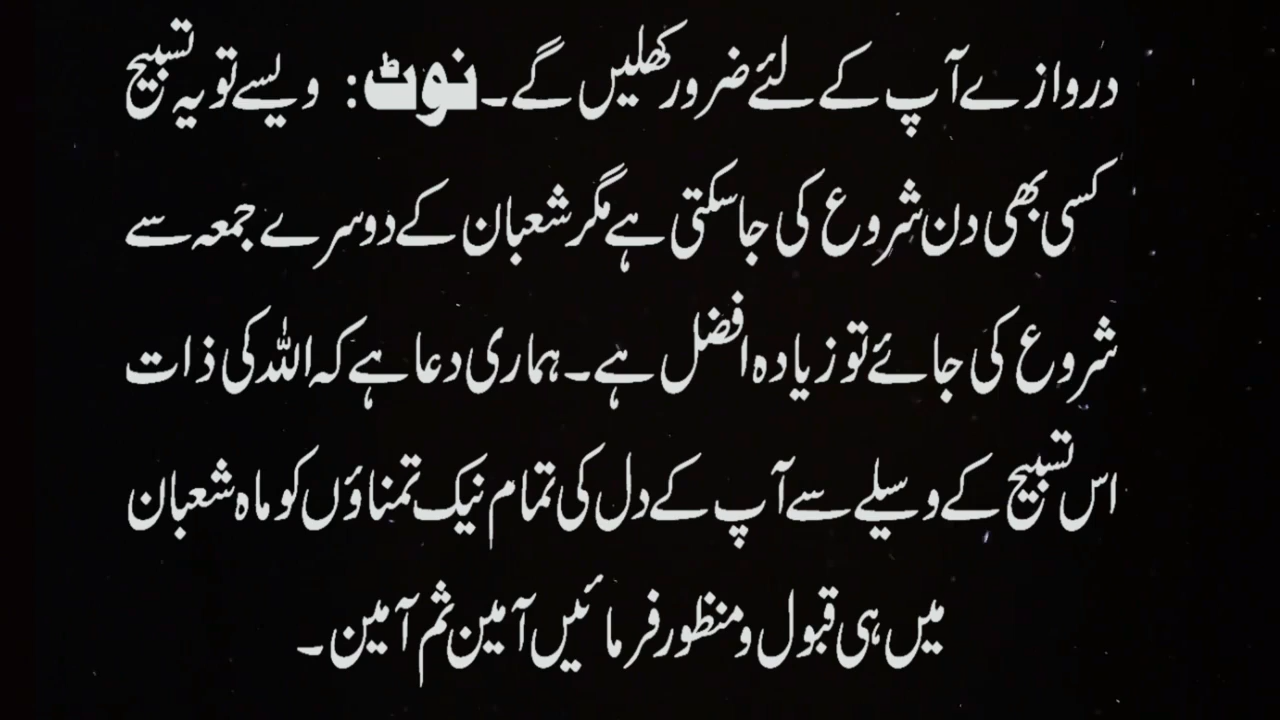 دروازے آپ کے لئے ضرور کھلیں گے۔ نوٹ: ویسے تو یہ تسبیح
کسی بھی دن شروع کی جاسکتی ہے مگر شعبان کے دوسرے جمعہ سے
شروع کی جائے تو زیادہ افضل ہے۔ ہماری دعا ہے کہ اللہ کی ذات
اس تسبیح کے وسیلے سے آپ کے دل کی تمام نیک تمناؤں کو ماہ شعبان
میں ہی قبول و منظور فرمائیں آمین ثم آمین۔